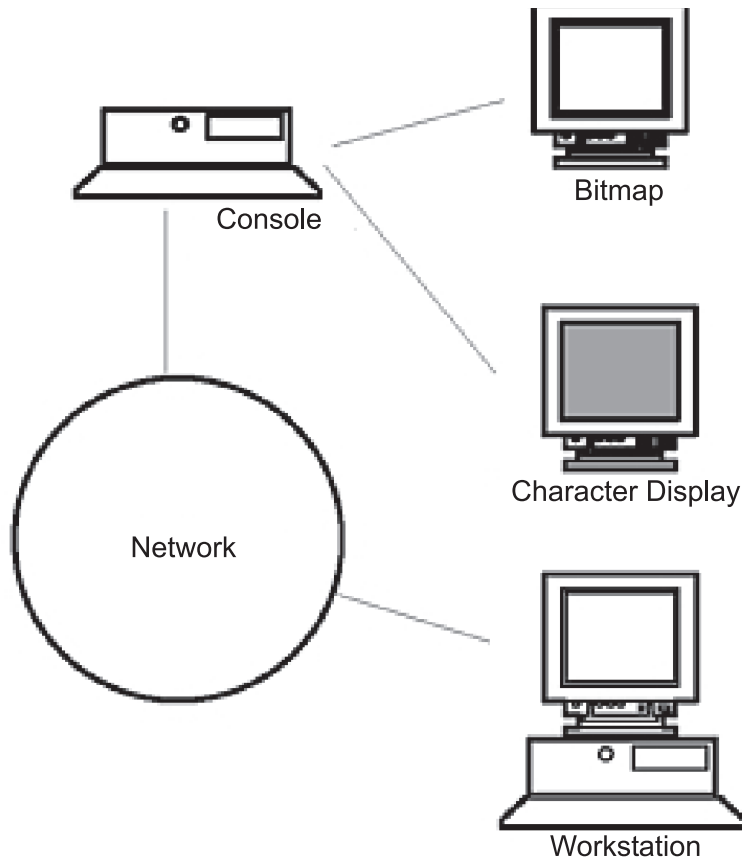 Bitmap
Console
Character Display
Network
Workstation